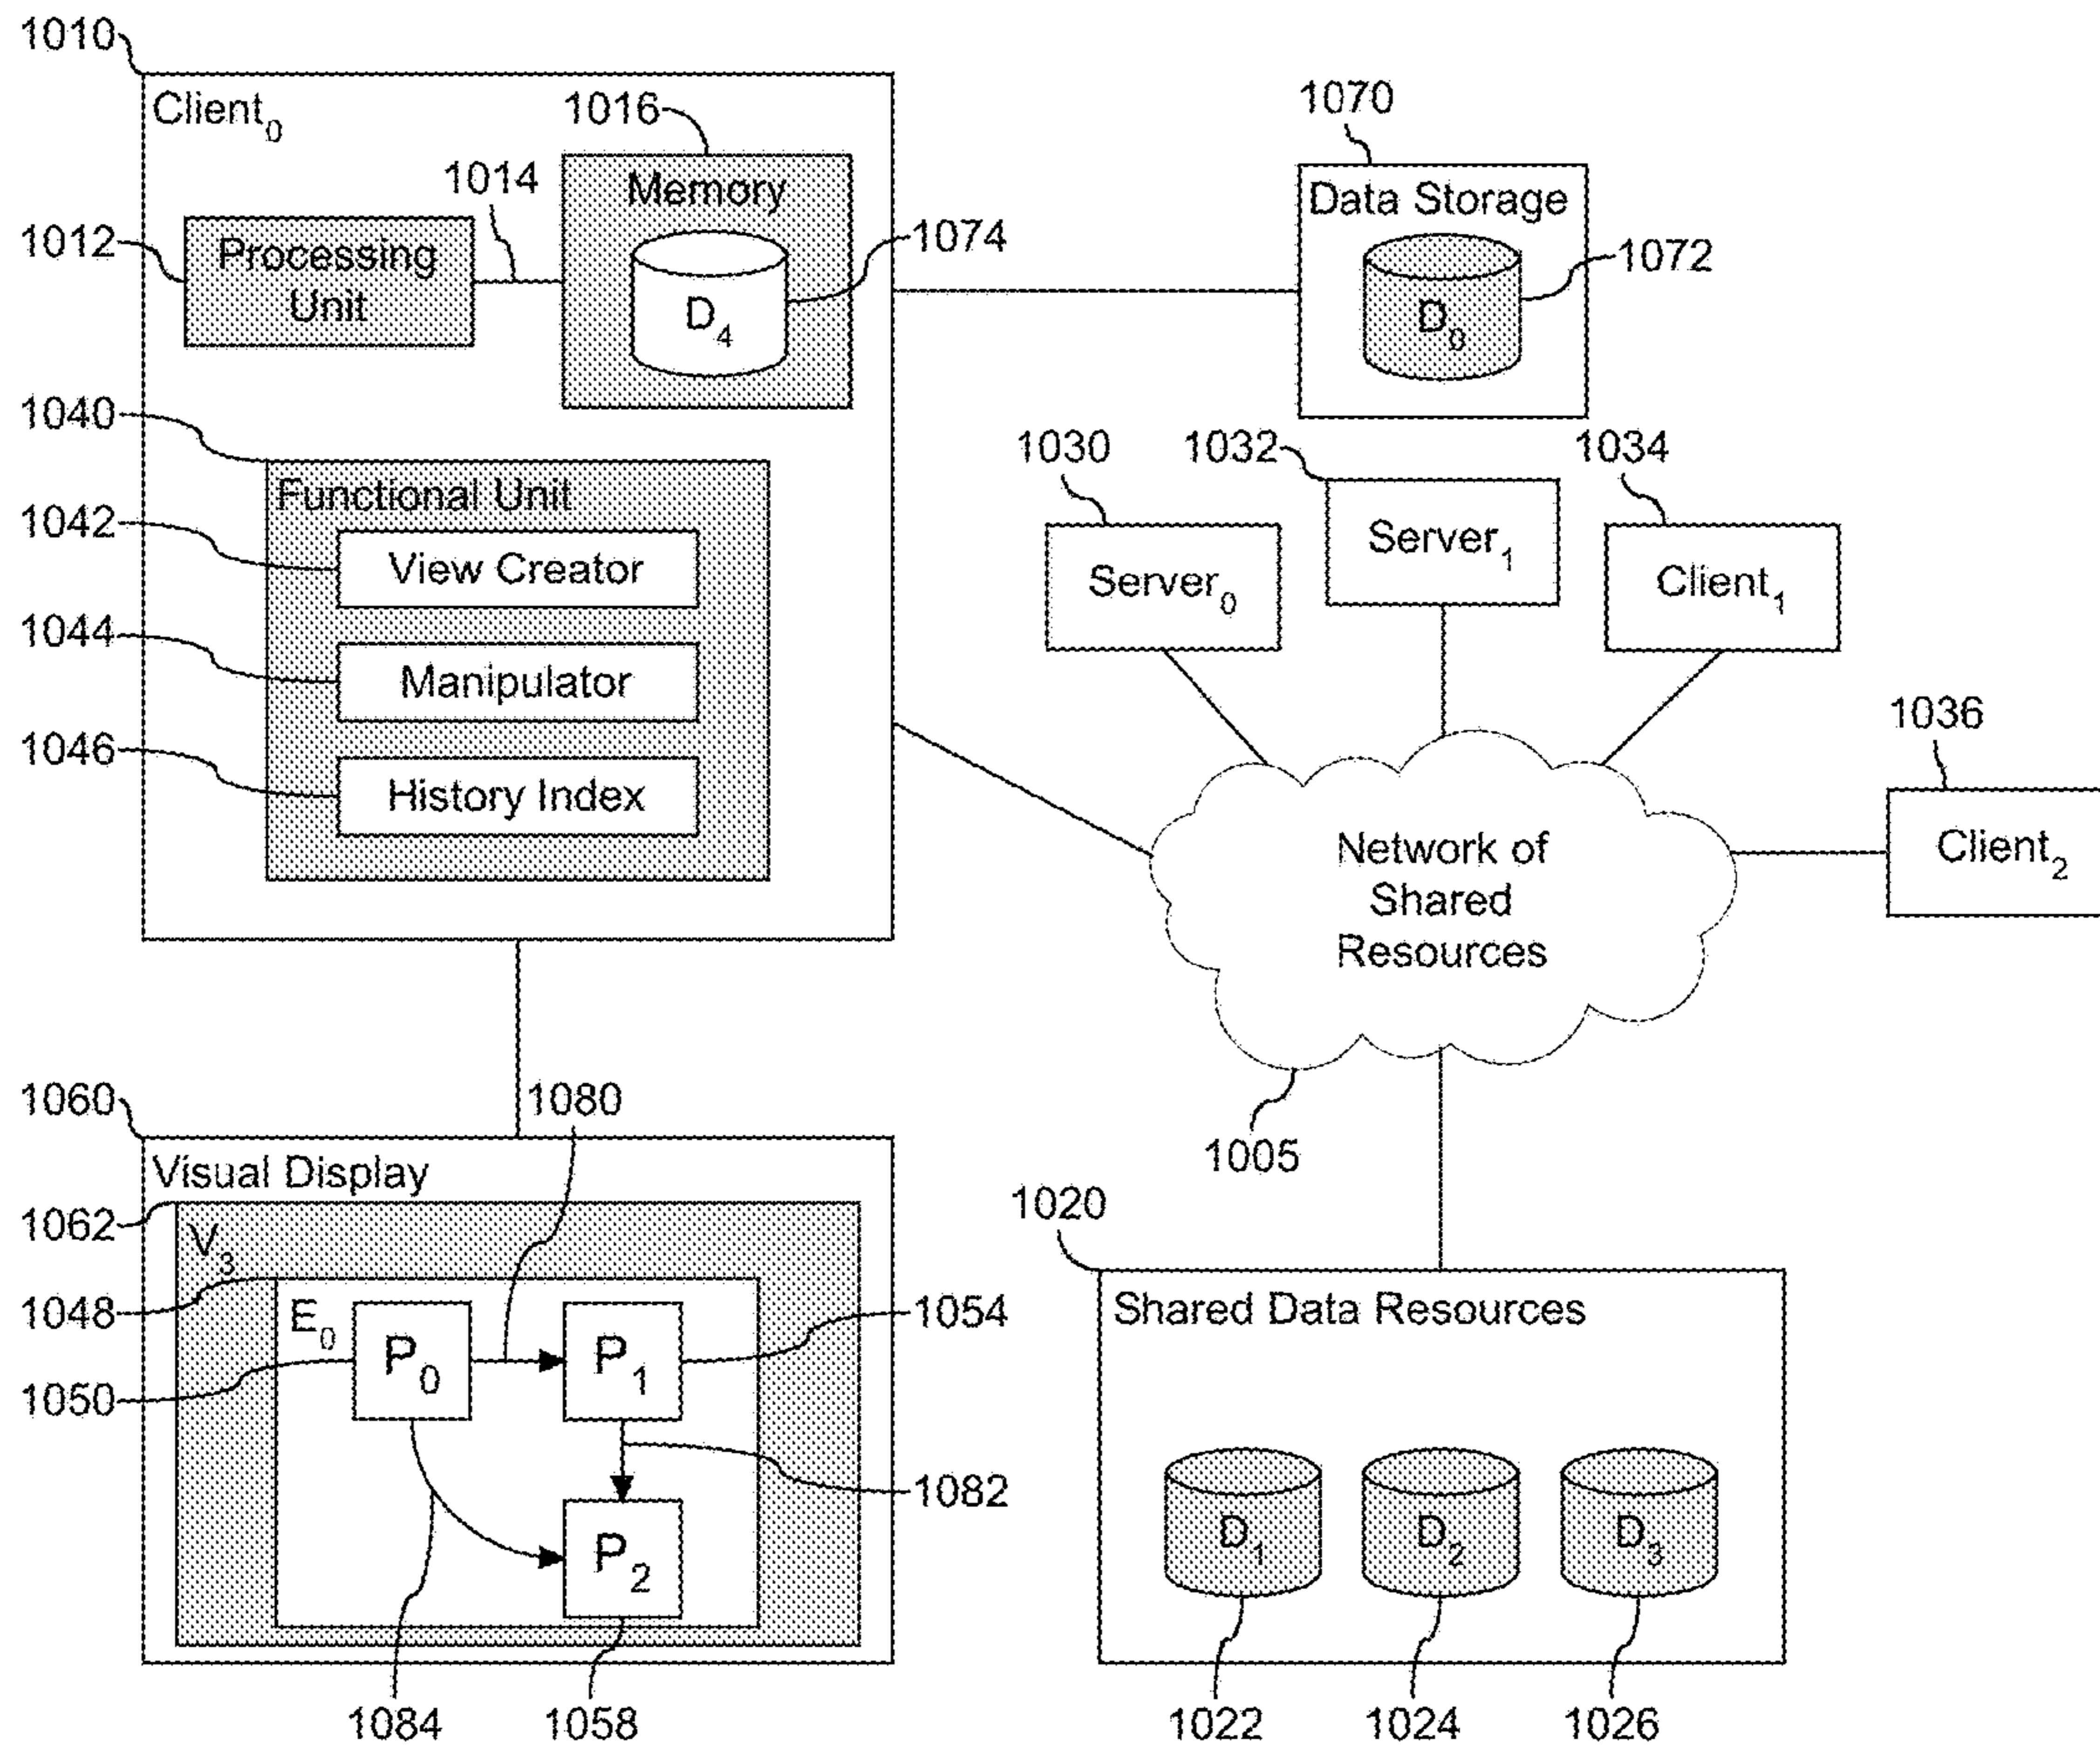 1010
Client₀
1016
1070
Memory
Data Storage
1014
1012
Processing
Unit
1074
1072
D₄
D₀
1040
1030
1032
1034
Functional Unit
1042
View Creator
Server₀
Server₁
Client₁
1044
Manipulator
1036
1046
History Index
Client₂
Network of
Shared
Resources
1060
1080
1005
Visual Display
1020
1062
V₃
1048
E₀
1054
Shared Data Resources
1050
P₀
P₁
1082
P₂
D₁
D₂
D₃
1084
1058
1022
1024
1026